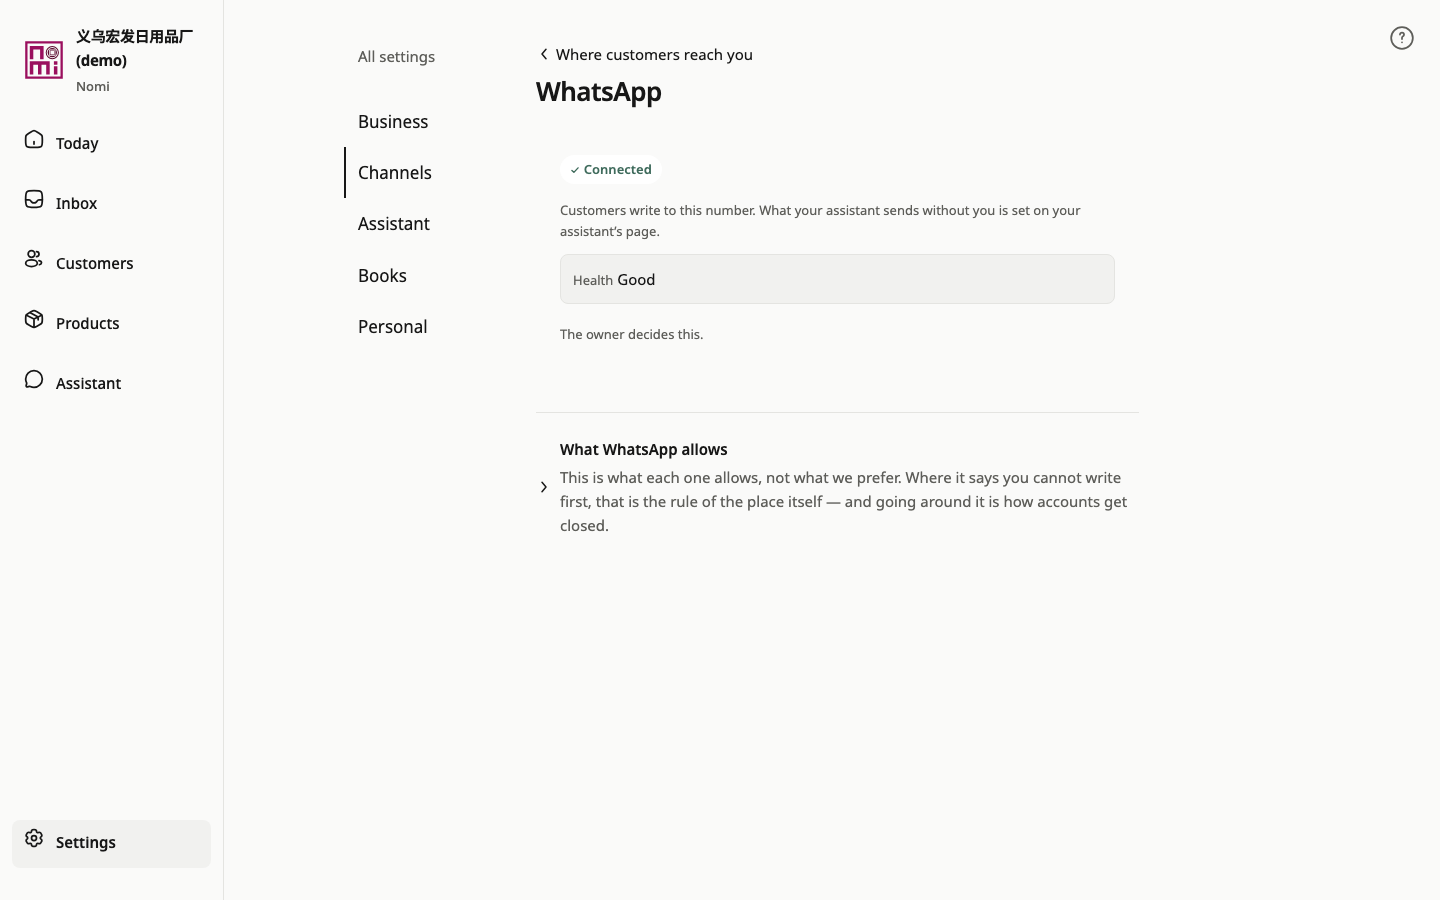 义乌宏发日用品厂
(demo)
Nomi
Today
Inbox
Customers
Products
Assistant
Settings
All settings
Business
Channels
Assistant
Books
Personal
Where customers reach you
WhatsApp
Connected
Customers write to this number. What your assistant sends without you is set on your
assistant’s page.
Health Good
The owner decides this.
What WhatsApp allows
This is what each one allows, not what we prefer. Where it says you cannot write
first, that is the rule of the place itself — and going around it is how accounts get
closed.